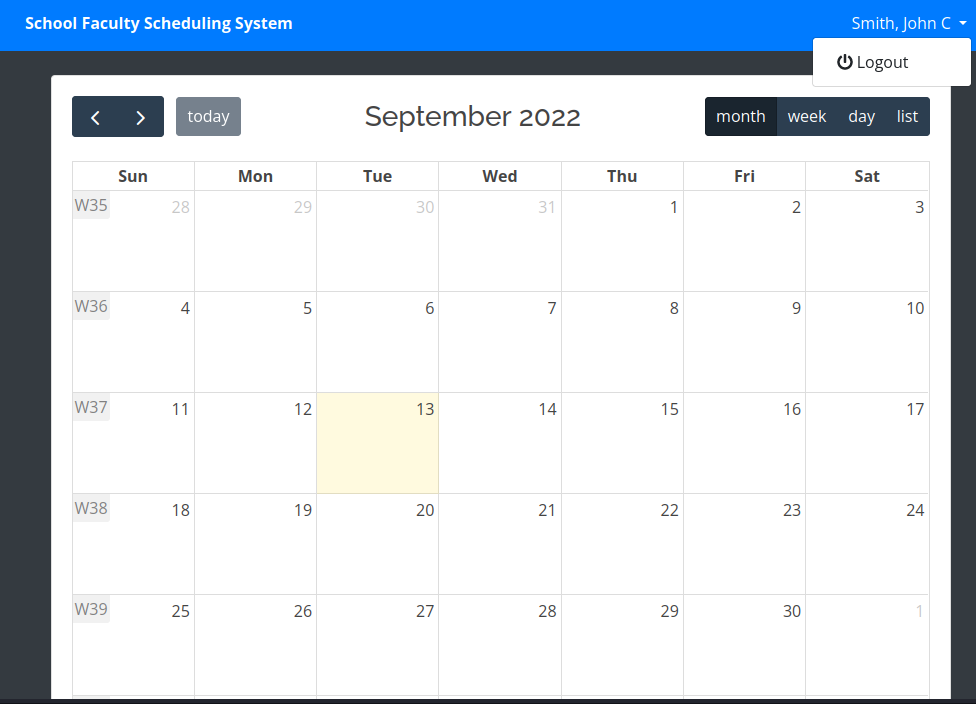 School Faculty Scheduling System
Smith, John C
Logout
today
September 2022
month week day list
Sun Mon Tue Wed Thu Fri Sat
W35 28 29 30 31 1 2 3
W36 4 5 6 7 8 9 10
W37 11 12 13 14 15 16 17
W38 18 19 20 21 22 23 24
W39 25 26 27 28 29 30 1